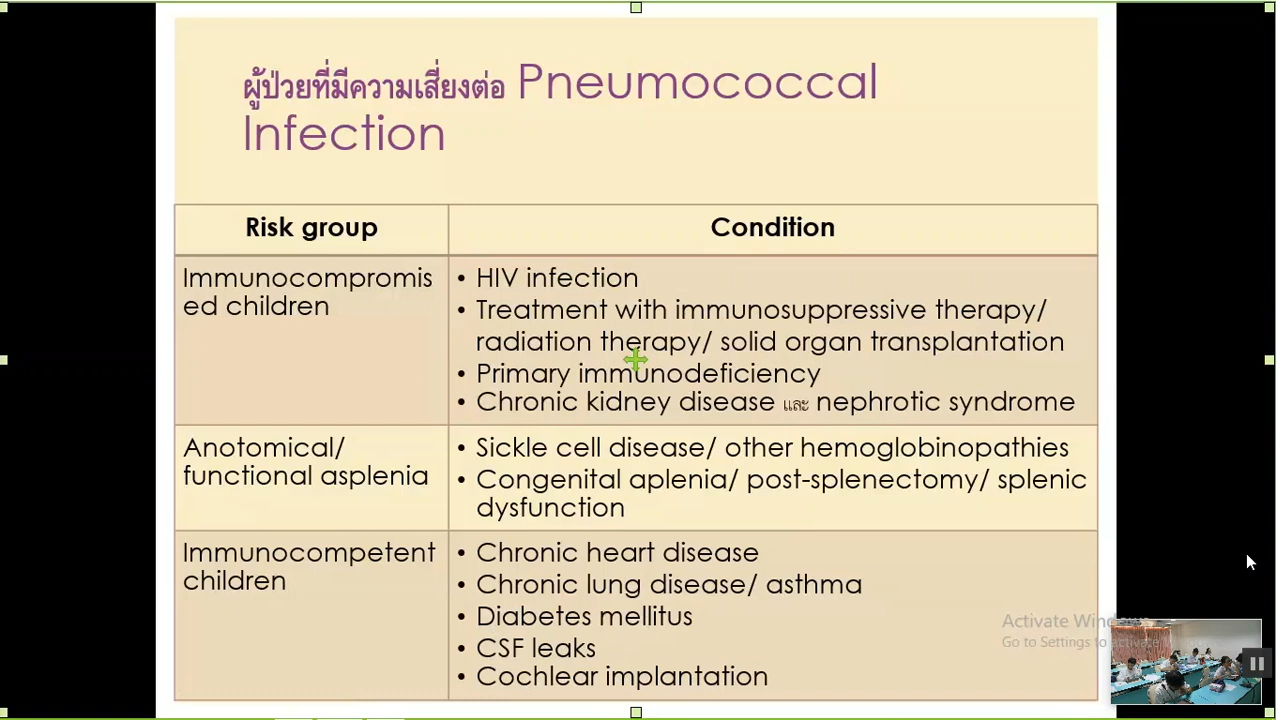 ผู้ป่วยที่มีความเสี่ยงต่อ Pneumococcal
Infection
Risk group
Condition
Immunocompromis
ed children
• HIV infection
• Treatment with immunosuppressive therapy/
radiation therapy/ solid organ transplantation
• Primary immunodeficiency
• Chronic kidney disease และ nephrotic syndrome
Anotomical/
functional asplenia
• Sickle cell disease/ other hemoglobinopathies
• Congenital aplenia/ post-splenectomy/ splenic
dysfunction
Immunocompetent
children
• Chronic heart disease
• Chronic lung disease/ asthma
• Diabetes mellitus
• CSF leaks
• Cochlear implantation
Activate Windows
Go to Settings to activate